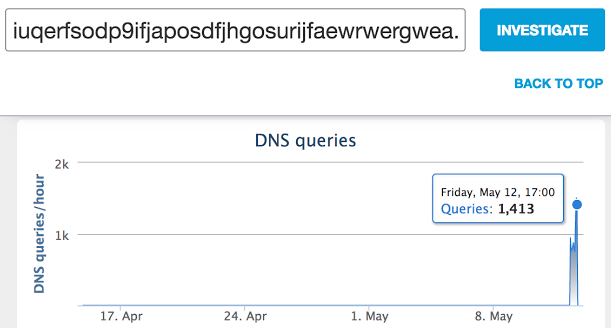 iuqerfsodp9ifjaposdfjhgosurijfaewrwergwea.
INVESTIGATE
BACK TO TOP
DNS queries
2k
Friday, May 12, 17:00
Queries: 1,413
1k
DNS queries/hour
17. Apr
24. Apr
1. May
8. May